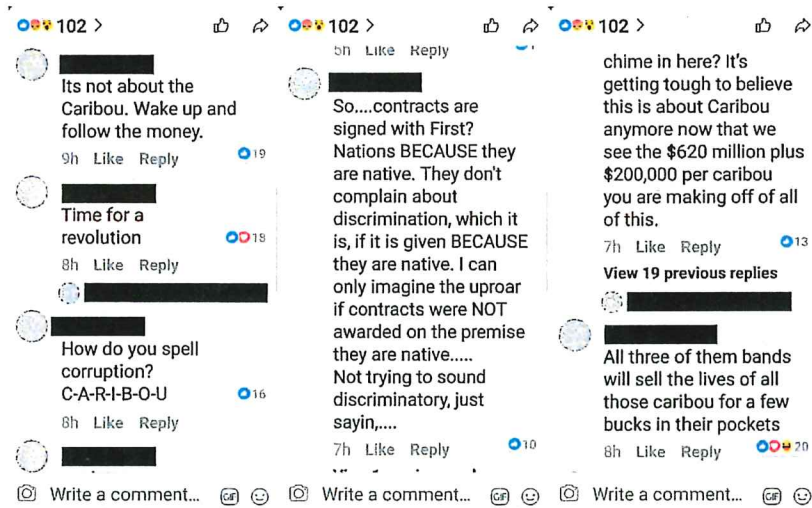 102 >
Its not about the
Caribou. Wake up and
follow the money.
9h Like Reply 19
Time for a
revolution 18
8h Like Reply
How do you spell
corruption?
C-A-R-I-B-O-U 16
8h Like Reply
Write a comment... GIF
102 >
5h Like Reply
So....contracts are
signed with First?
Nations BECAUSE they
are native. They don't
complain about
discrimination, which it
is, if it is given BECAUSE
they are native. I can
only imagine the uproar
if contracts were NOT
awarded on the premise
they are native.....
Not trying to sound
discriminatory, just
sayin,....
7h Like Reply 10
Write a comment... GIF
102 >
chime in here? It's
getting tough to believe
this is about Caribou
anymore now that we
see the $620 million plus
$200,000 per caribou
you are making off of all
of this.
7h Like Reply 13
View 19 previous replies
All three of them bands
will sell the lives of all
those caribou for a few
bucks in their pockets
8h Like Reply 20
Write a comment... GIF